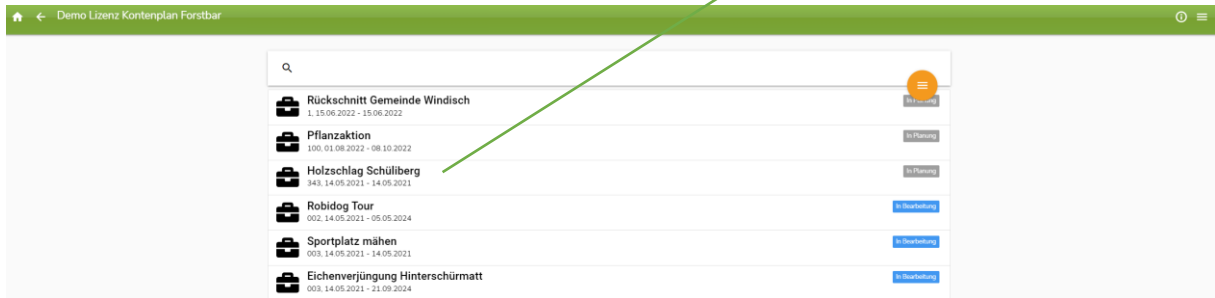 Demo Lizenz Kontenplan Forstbar
Rückschnitt Gemeinde Windisch
1, 15.06.2022 - 15.06.2022
Pflanzaktion
In Planung
100, 01.08.2022 - 08.10.2022
Holzschlag Schüliberg
In Planung
343, 14.05.2021 - 14.05.2021
Robidog Tour
In Bearbeitung
002, 14.05.2021 - 05.05.2024
Sportplatz mähen
In Bearbeitung
003, 14.05.2021 - 14.05.2021
Eichenverjüngung Hinterschürmatt
In Bearbeitung
003, 14.05.2021 - 21.09.2024